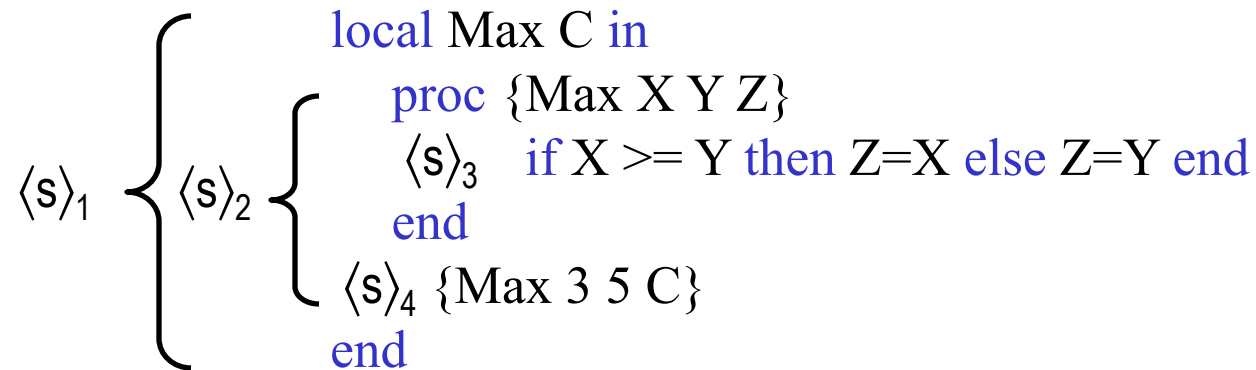 local Max C in
proc {Max X Y Z}
⟨s⟩₁ ⟨s⟩₂ ⟨s⟩₃ if X >= Y then Z=X else Z=Y end
end
⟨s⟩₄ {Max 3 5 C}
end